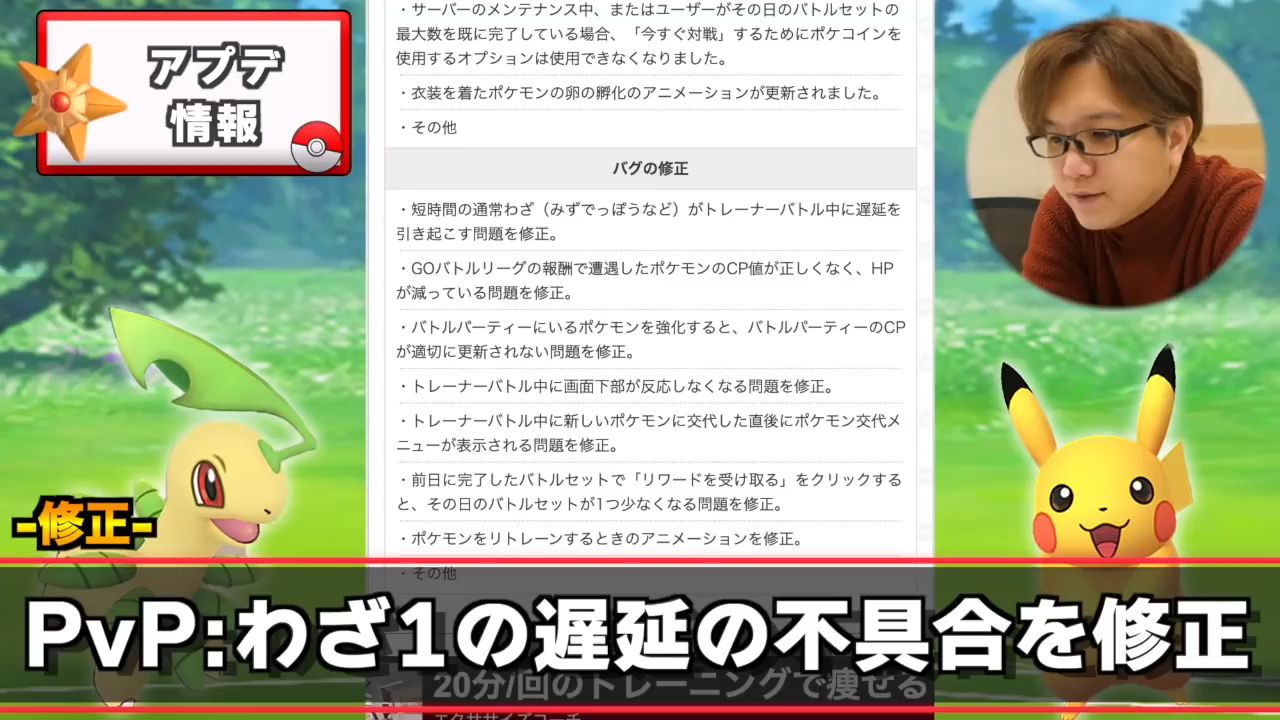 アプデ
情報
・サーバーのメンテナンス中、またはユーザーがその日のバトルセットの
最大数を既に完了している場合、「今すぐ対戦」するためにポケコインを
使用するオプションは使用できなくなりました。
・衣装を着たポケモンの卵の孵化のアニメーションが更新されました。
・その他
バグの修正
・短時間の通常わざ（みずでっぽうなど）がトレーナーバトル中に遅延を
引き起こす問題を修正。
・GOバトルリーグの報酬で遭遇したポケモンのCP値が正しくなく、HP
が減っている問題を修正。
・バトルパーティーにいるポケモンを強化すると、バトルパーティーのCP
が適切に更新されない問題を修正。
・トレーナーバトル中に画面下部が反応しなくなる問題を修正。
・トレーナーバトル中に新しいポケモンに交代した直後にポケモン交代メ
ニューが表示される問題を修正。
・前日に完了したバトルセットで「リワードを受け取る」をクリックする
と、その日のバトルセットが1つ少なくなる問題を修正。
・ポケモンをリトレーンするときのアニメーションを修正。
・その他
-修正-
PvP:わざ1の遅延の不具合を修正
20分/回のトレーニングで痩せる
エクササイズコーチ